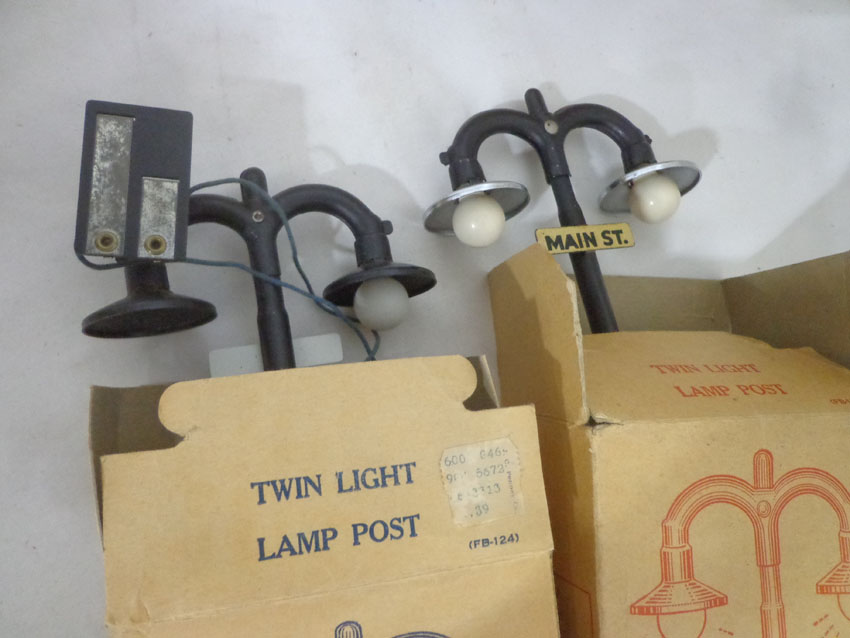 MAIN ST.
TWIN LIGHT
LAMP POST
(FB-124)
.39
TWIN LIGHT
LAMP POST